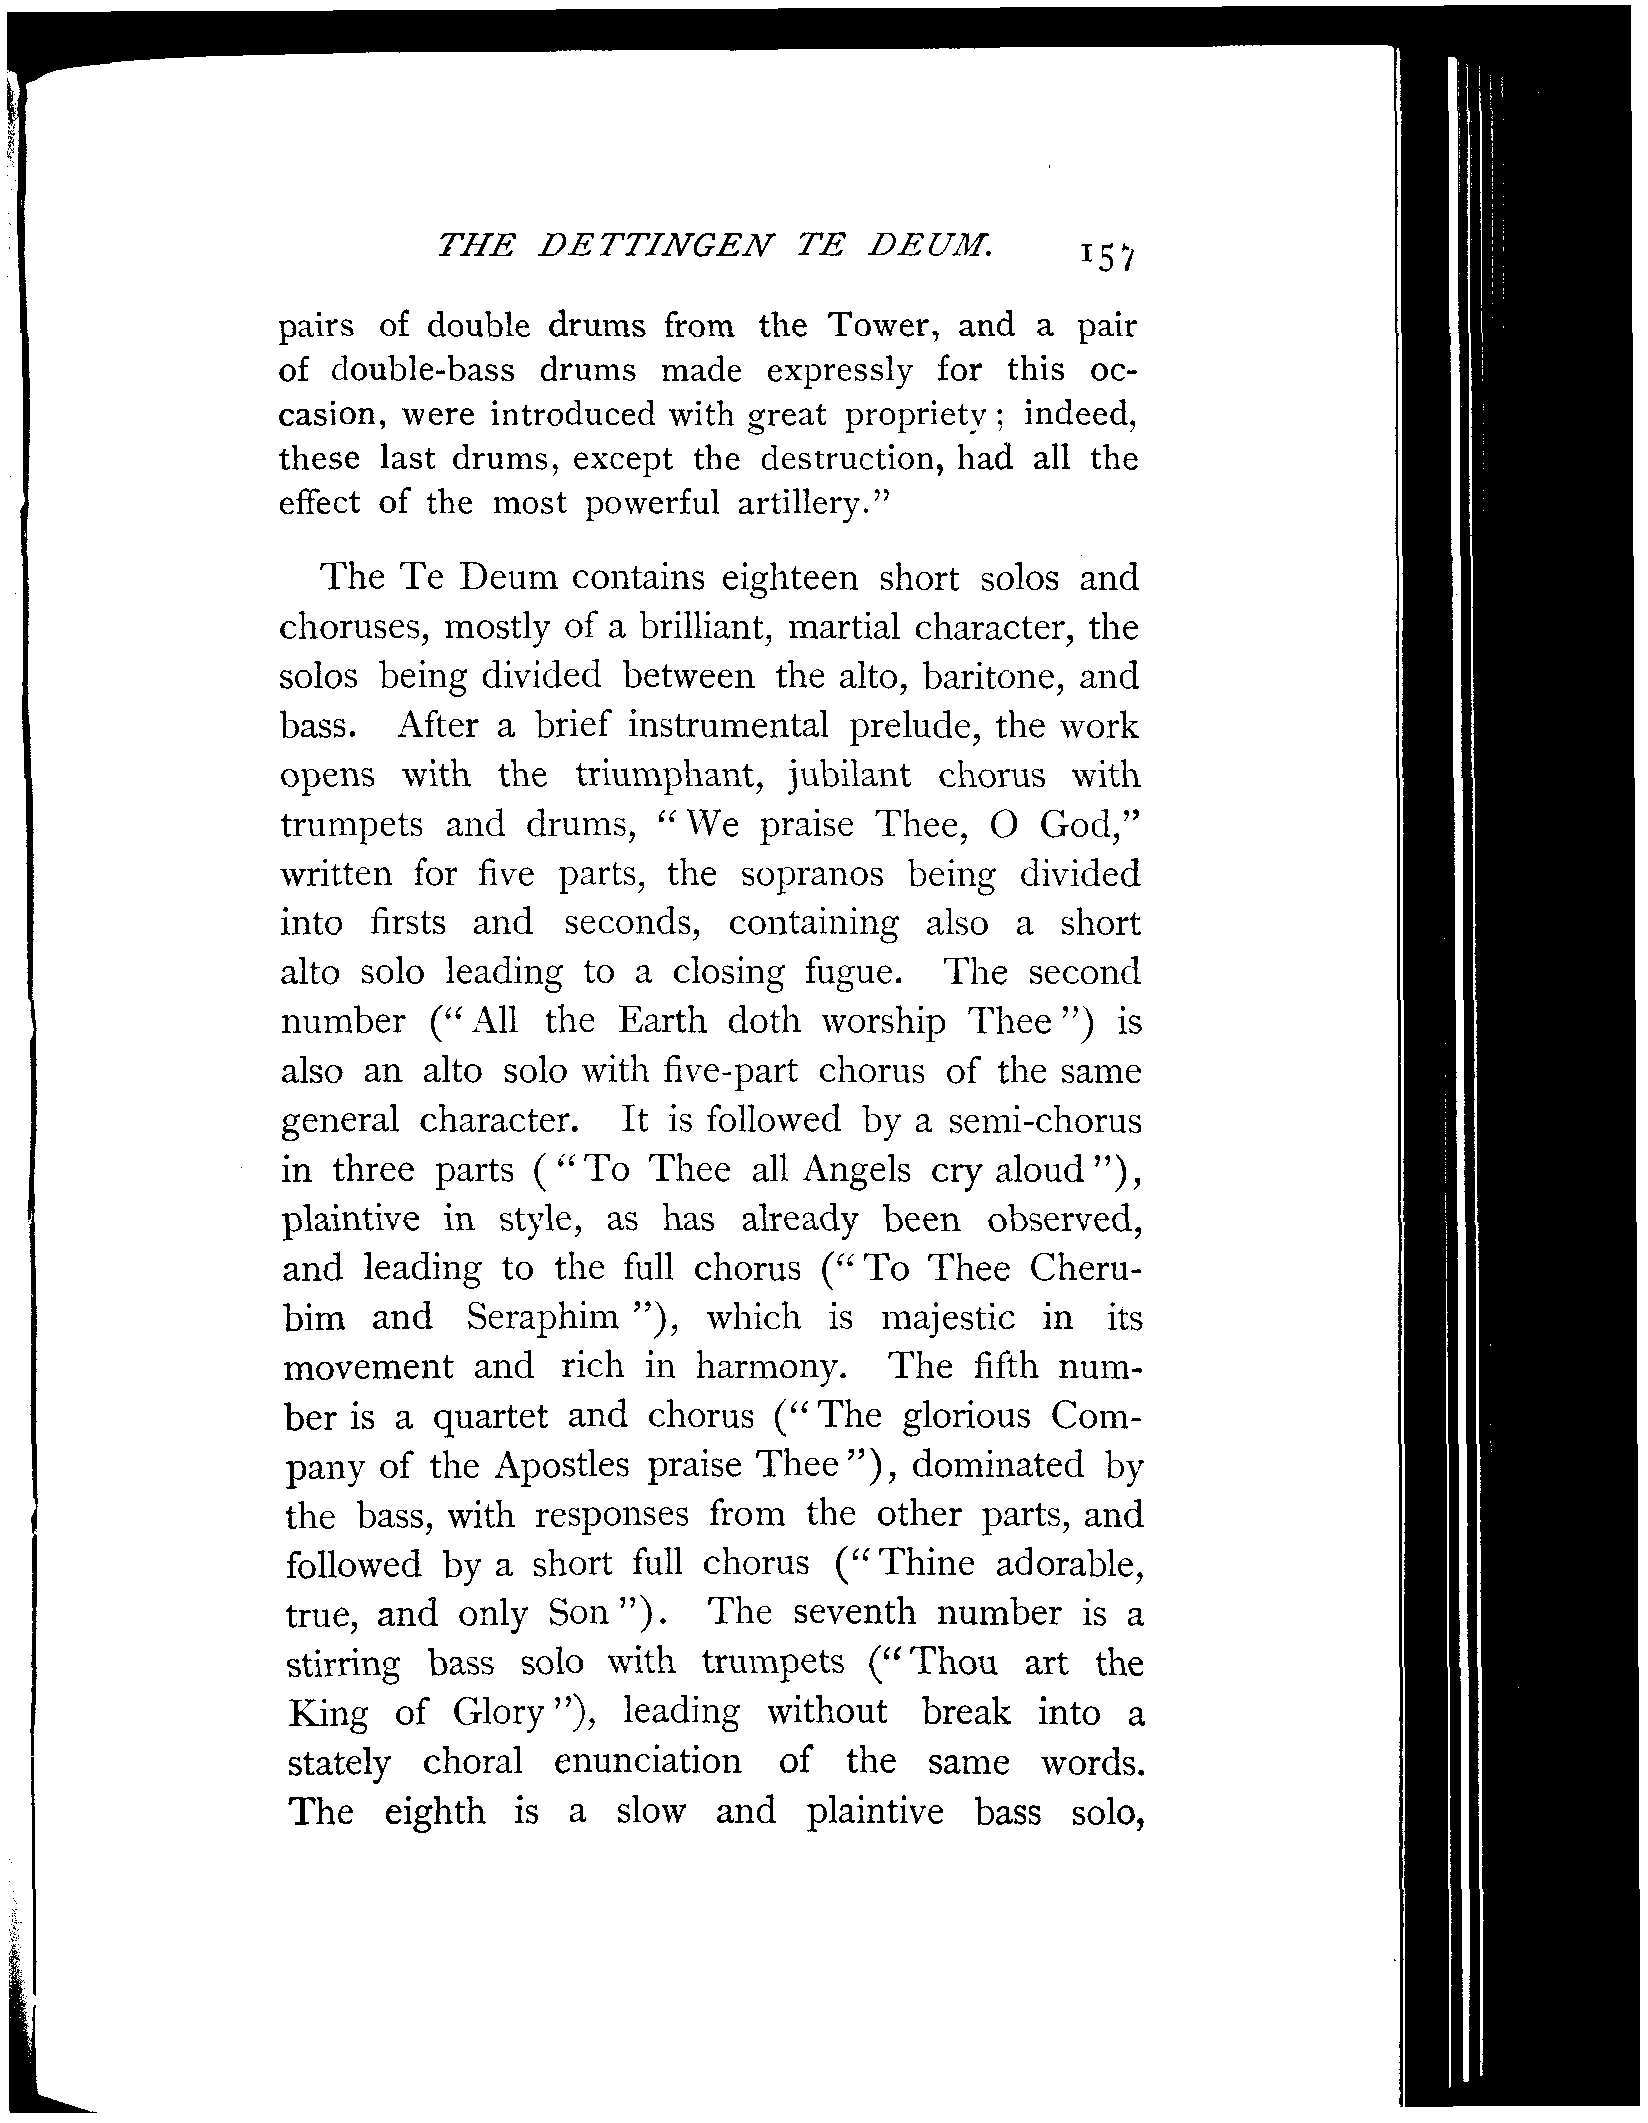 THE DETTINGEN TE DEUM. 157
pairs of double drums from the Tower, and a pair
of double-bass drums made expressly for this oc-
casion, were introduced with great propriety; indeed,
these last drums, except the destruction, had all the
effect of the most powerful artillery."
The Te Deum contains eighteen short solos and
choruses, mostly of a brilliant, martial character, the
solos being divided between the alto, baritone, and
bass. After a brief instrumental prelude, the work
opens with the triumphant, jubilant chorus with
trumpets and drums, "We praise Thee, O God,"
written for five parts, the sopranos being divided
into firsts and seconds, containing also a short
alto solo leading to a closing fugue. The second
number ("All the Earth doth worship Thee") is
also an alto solo with five-part chorus of the same
general character. It is followed by a semi-chorus
in three parts ("To Thee all Angels cry aloud"),
plaintive in style, as has already been observed,
and leading to the full chorus ("To Thee Cheru-
bim and Seraphim"), which is majestic in its
movement and rich in harmony. The fifth num-
ber is a quartet and chorus ("The glorious Com-
pany of the Apostles praise Thee"), dominated by
the bass, with responses from the other parts, and
followed by a short full chorus ("Thine adorable,
true, and only Son"). The seventh number is a
stirring bass solo with trumpets ("Thou art the
King of Glory"), leading without break into a
stately choral enunciation of the same words.
The eighth is a slow and plaintive bass solo,